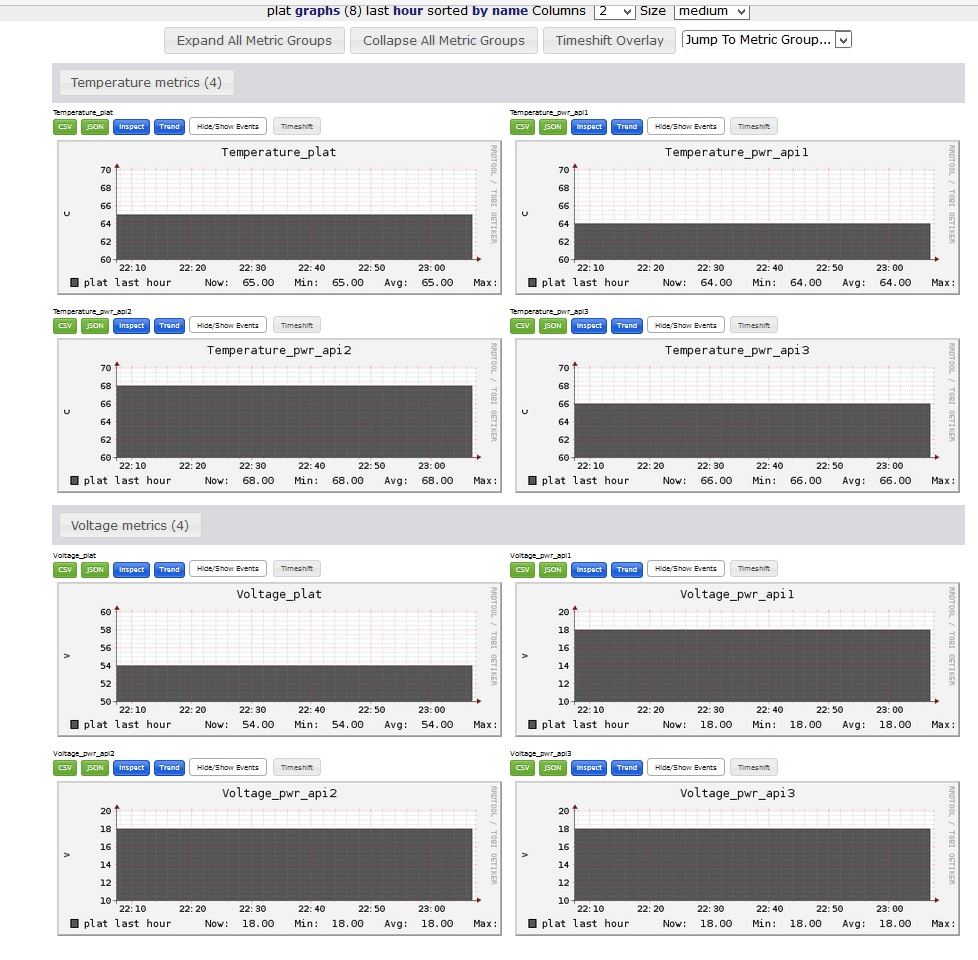 plat graphs (8) last hour sorted by name Columns 2 Size medium
Expand All Metric Groups Collapse All Metric Groups Timeshift Overlay Jump To Metric Group...
Temperature metrics (4)
Temperature_plat
CSV JSON Inspect Trend Hide/Show Events Timeshift
Temperature_plat
RRDTOOL / TOBI OETIKER
C
70
68
66
64
62
60
22:10 22:20 22:30 22:40 22:50 23:00
plat last hour Now: 65.00 Min: 65.00 Avg: 65.00 Max:
Temperature_pwr_api1
CSV JSON Inspect Trend Hide/Show Events Timeshift
Temperature_pwr_api1
RRDTOOL / TOBI OETIKER
C
70
68
66
64
62
60
22:10 22:20 22:30 22:40 22:50 23:00
plat last hour Now: 64.00 Min: 64.00 Avg: 64.00 Max:
Temperature_pwr_api2
CSV JSON Inspect Trend Hide/Show Events Timeshift
Temperature_pwr_api2
RRDTOOL / TOBI OETIKER
C
70
68
66
64
62
60
22:10 22:20 22:30 22:40 22:50 23:00
plat last hour Now: 68.00 Min: 68.00 Avg: 68.00 Max:
Temperature_pwr_api3
CSV JSON Inspect Trend Hide/Show Events Timeshift
Temperature_pwr_api3
RRDTOOL / TOBI OETIKER
C
70
68
66
64
62
60
22:10 22:20 22:30 22:40 22:50 23:00
plat last hour Now: 66.00 Min: 66.00 Avg: 66.00 Max:
Voltage metrics (4)
Voltage_plat
CSV JSON Inspect Trend Hide/Show Events Timeshift
Voltage_plat
RRDTOOL / TOBI OETIKER
V
60
58
56
54
52
50
22:10 22:20 22:30 22:40 22:50 23:00
plat last hour Now: 54.00 Min: 54.00 Avg: 54.00 Max:
Voltage_pwr_api1
CSV JSON Inspect Trend Hide/Show Events Timeshift
Voltage_pwr_api1
RRDTOOL / TOBI OETIKER
V
20
18
16
14
12
10
22:10 22:20 22:30 22:40 22:50 23:00
plat last hour Now: 18.00 Min: 18.00 Avg: 18.00 Max:
Voltage_pwr_api2
CSV JSON Inspect Trend Hide/Show Events Timeshift
Voltage_pwr_api2
RRDTOOL / TOBI OETIKER
V
20
18
16
14
12
10
22:10 22:20 22:30 22:40 22:50 23:00
plat last hour Now: 18.00 Min: 18.00 Avg: 18.00 Max:
Voltage_pwr_api3
CSV JSON Inspect Trend Hide/Show Events Timeshift
Voltage_pwr_api3
RRDTOOL / TOBI OETIKER
V
20
18
16
14
12
10
22:10 22:20 22:30 22:40 22:50 23:00
plat last hour Now: 18.00 Min: 18.00 Avg: 18.00 Max: